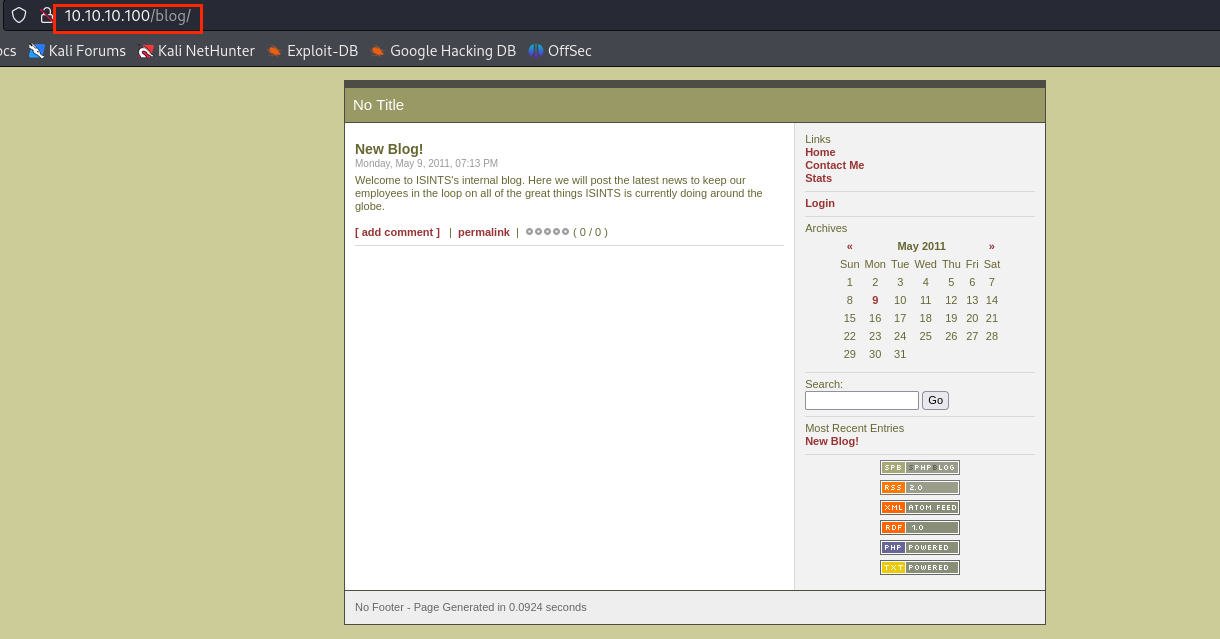 10.10.10.100/blog/
ocs Kali Forums Kali NetHunter Exploit-DB Google Hacking DB OffSec
No Title
New Blog!
Monday, May 9, 2011, 07:13 PM
Welcome to ISINTS's internal blog. Here we will post the latest news to keep our
employees in the loop on all of the great things ISINTS is currently doing around the
globe.
[ add comment ] | permalink | ( 0 / 0 )
Links
Home
Contact Me
Stats
Login
Archives
« May 2011 »
Sun Mon Tue Wed Thu Fri Sat
1 2 3 4 5 6 7
8 9 10 11 12 13 14
15 16 17 18 19 20 21
22 23 24 25 26 27 28
29 30 31
Search:
Go
Most Recent Entries
New Blog!
SPB SPHPBLOG
RSS 2.0
XML ATOM FEED
RDF 1.0
PHP POWERED
TXT POWERED
No Footer - Page Generated in 0.0924 seconds